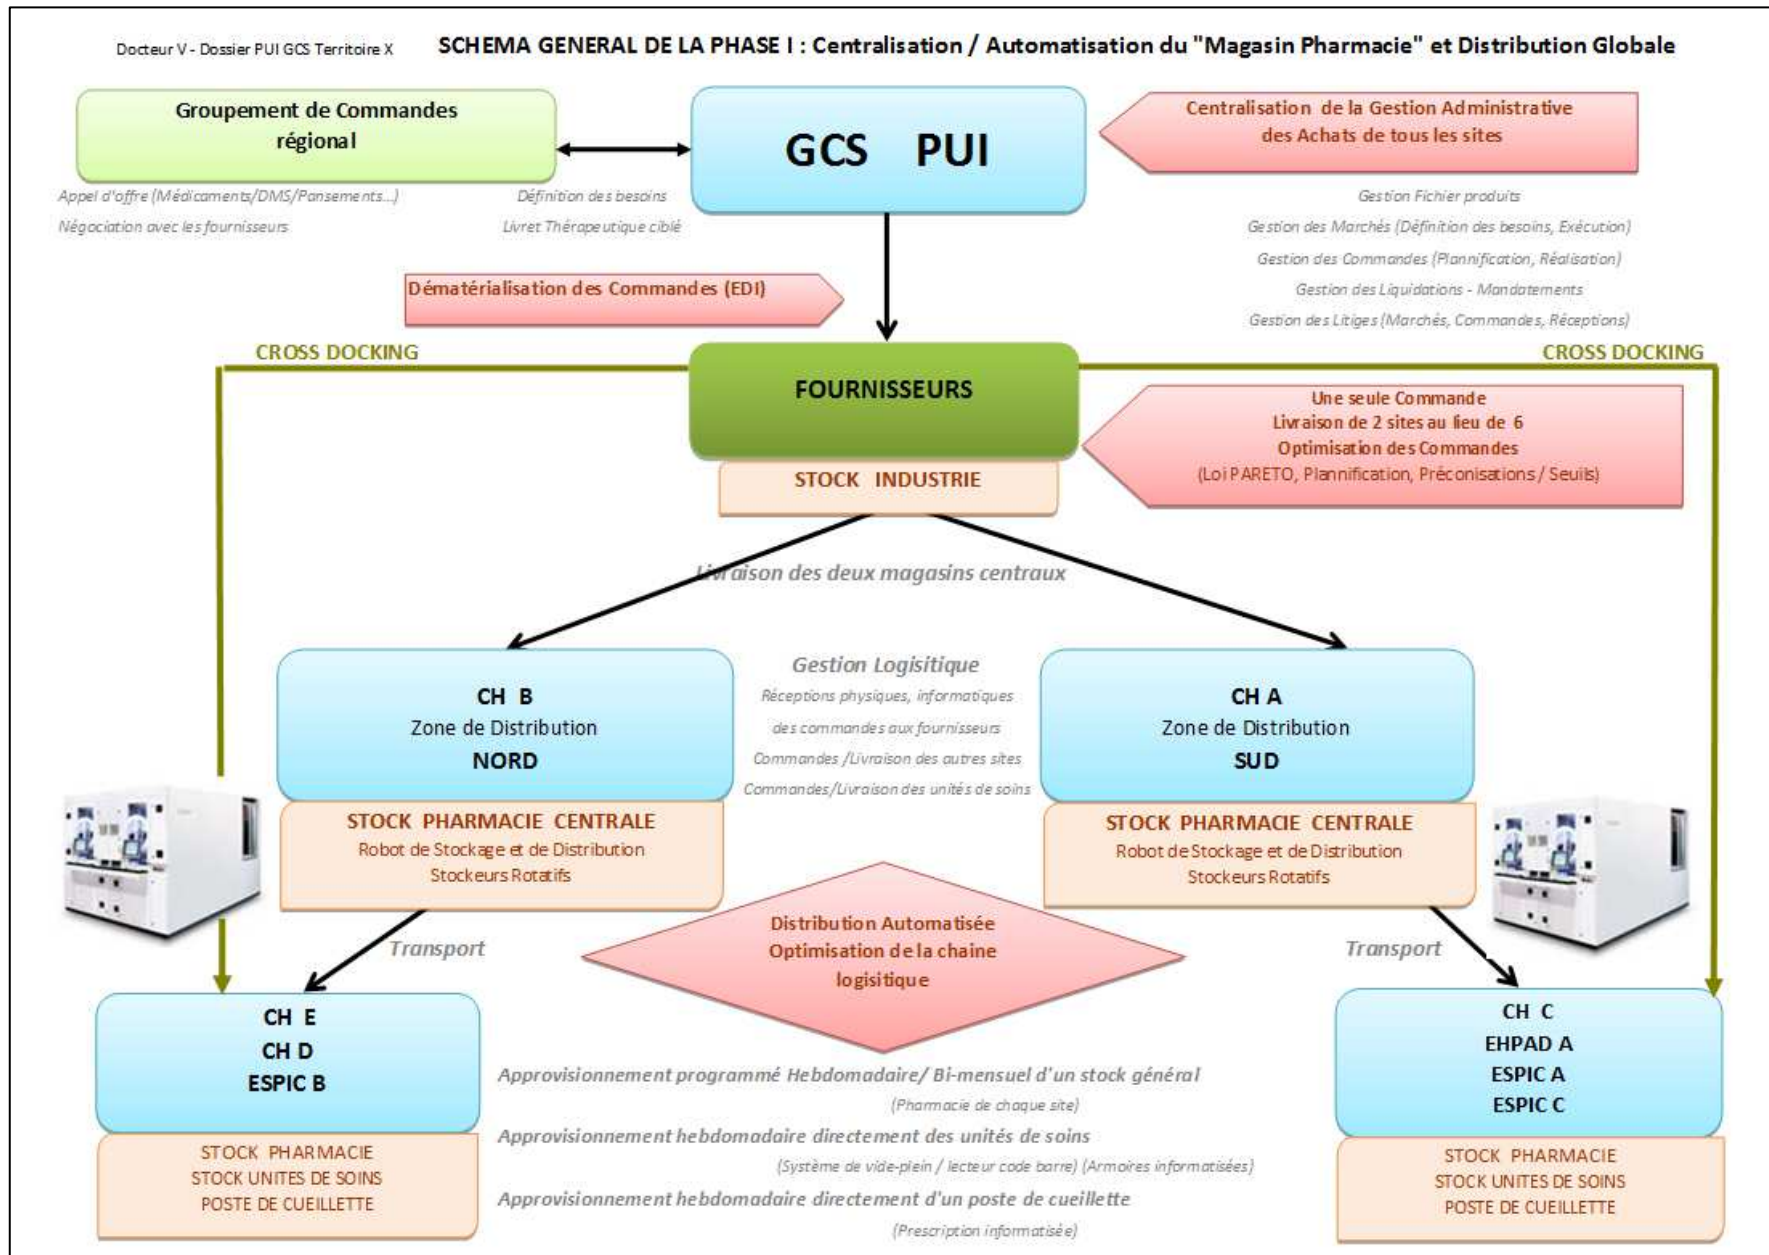 Docteur V - Dossier PUI GCS Territoire X
SCHEMA GENERAL DE LA PHASE I : Centralisation / Automatisation du "Magasin Pharmacie" et Distribution Globale
Groupement de Commandes
régional
GCS PUI
Centralisation de la Gestion Administrative
des Achats de tous les sites
Appel d'offre (Médicaments/DMS/Pansements...)
Négociation avec les fournisseurs
Définition des besoins
Livret Thérapeutique ciblé
Gestion Fichier produits
Gestion des Marchés (Définition des besoins, Exécution)
Gestion des Commandes (Plannification, Réalisation)
Gestion des Liquidations - Mandatements
Gestion des Litiges (Marchés, Commandes, Réceptions)
Dématérialisation des Commandes (EDI)
CROSS DOCKING
CROSS DOCKING
FOURNISSEURS
STOCK INDUSTRIE
Une seule Commande
Livraison de 2 sites au lieu de 6
Optimisation des Commandes
(Loi PARETO, Plannification, Préconisations / Seuils)
Livraison des deux magasins centraux
CH B
Zone de Distribution
NORD
STOCK PHARMACIE CENTRALE
Robot de Stockage et de Distribution
Stockeurs Rotatifs
Gestion Logisitique
Réceptions physiques, informatiques
des commandes aux fournisseurs
Commandes /Livraison des autres sites
Commandes/Livraison des unités de soins
CH A
Zone de Distribution
SUD
STOCK PHARMACIE CENTRALE
Robot de Stockage et de Distribution
Stockeurs Rotatifs
Transport
Distribution Automatisée
Optimisation de la chaine
logisitique
Transport
CH E
CH D
ESPIC B
STOCK PHARMACIE
STOCK UNITES DE SOINS
POSTE DE CUEILLETTE
Approvisionnement programmé Hebdomadaire/ Bi-mensuel d'un stock général
(Pharmacie de chaque site)
Approvisionnement hebdomadaire directement des unités de soins
(Système de vide-plein / lecteur code barre) (Armoires informatisées)
Approvisionnement hebdomadaire directement d'un poste de cueillette
(Prescription informatisée)
CH C
EHPAD A
ESPIC A
ESPIC C
STOCK PHARMACIE
STOCK UNITES DE SOINS
POSTE DE CUEILLETTE